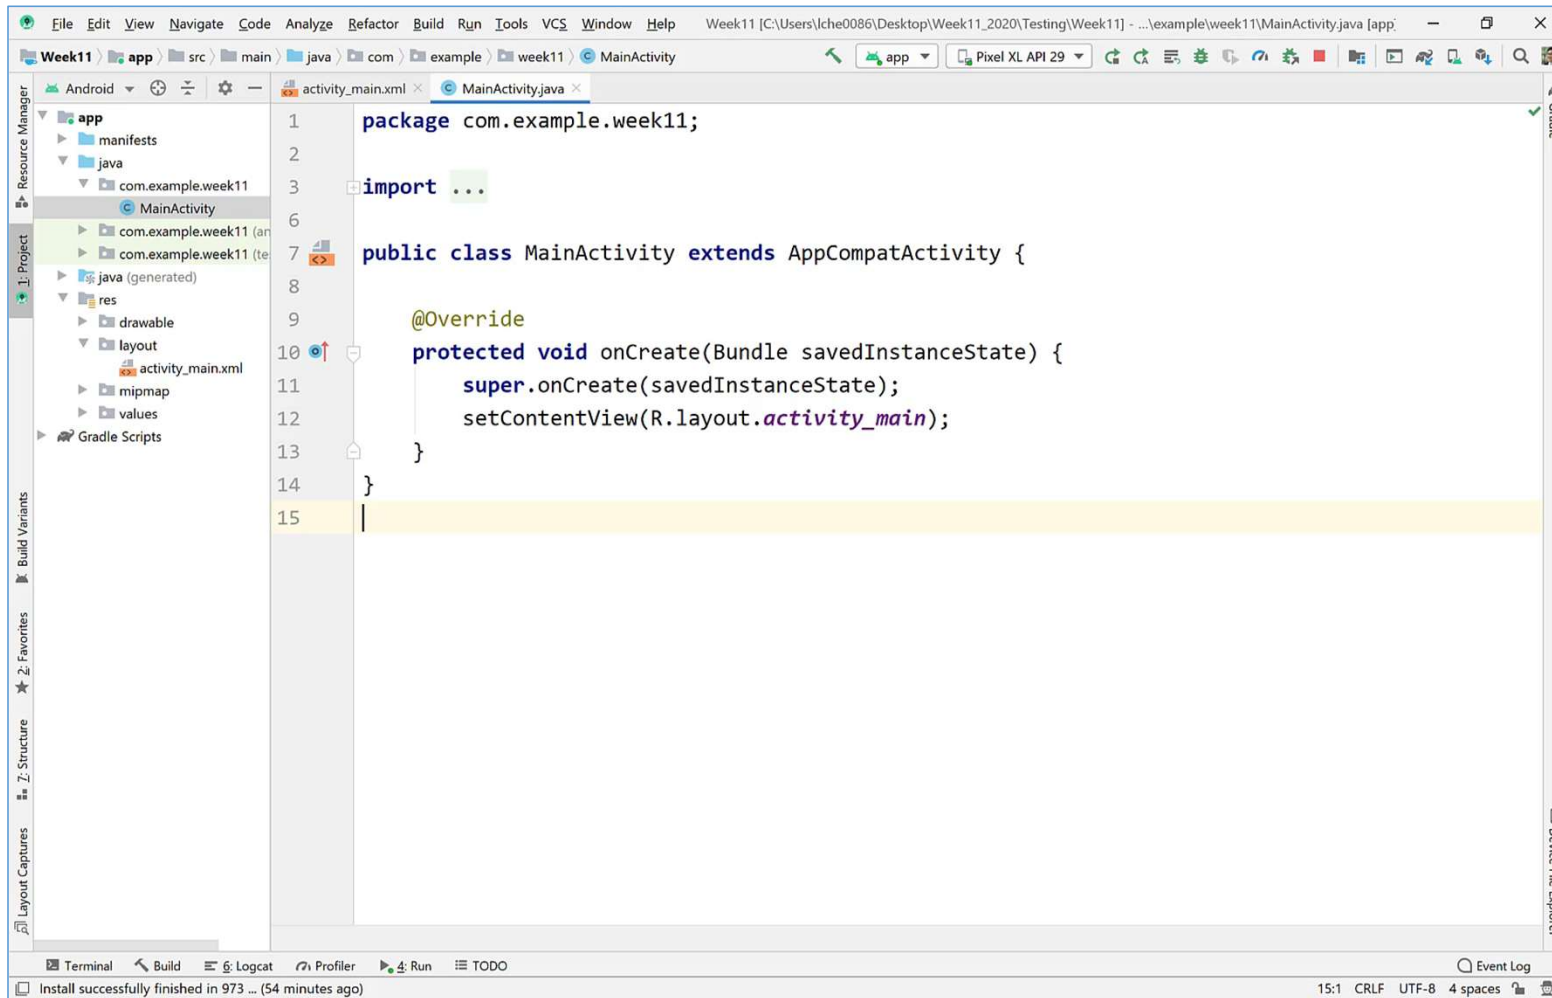 File Edit View Navigate Code Analyze Refactor Build Run Tools VCS Window Help Week11 [C:\Users\lche0086\Desktop\Week11_2020\Testing\Week11] - ...\example\week11\MainActivity.java [app]
Week11 app src main java com example week11 MainActivity app Pixel XL API 29
Android activity_main.xml MainActivity.java
Resource Manager
1: Project
Build Variants
2: Favorites
7: Structure
Layout Captures
app
manifests
java
com.example.week11
MainActivity
com.example.week11 (an
com.example.week11 (te
java (generated)
res
drawable
layout
activity_main.xml
mipmap
values
Gradle Scripts
1 package com.example.week11;
2
3 import ...
6
7 public class MainActivity extends AppCompatActivity {
8
9 @Override
10 protected void onCreate(Bundle savedInstanceState) {
11 super.onCreate(savedInstanceState);
12 setContentView(R.layout.activity_main);
13 }
14 }
15
Terminal Build 6: Logcat Profiler 4: Run TODO Event Log
Install successfully finished in 973 ... (54 minutes ago) 15:1 CRLF UTF-8 4 spaces